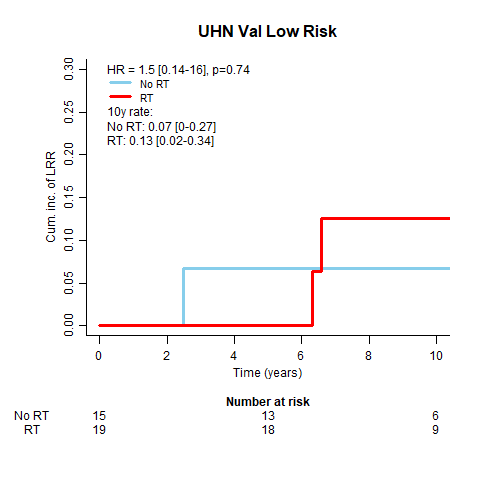 UHN Val Low Risk
HR = 1.5 [0.14-16], p=0.74
No RT
RT
10y rate:
No RT: 0.07 [0-0.27]
RT: 0.13 [0.02-0.34]
Cum. inc. of LRR
0.30
0.25
0.20
0.15
0.10
0.05
0.00
0 2 4 6 8 10
Time (years)
Number at risk
No RT 15 13 6
RT 19 18 9